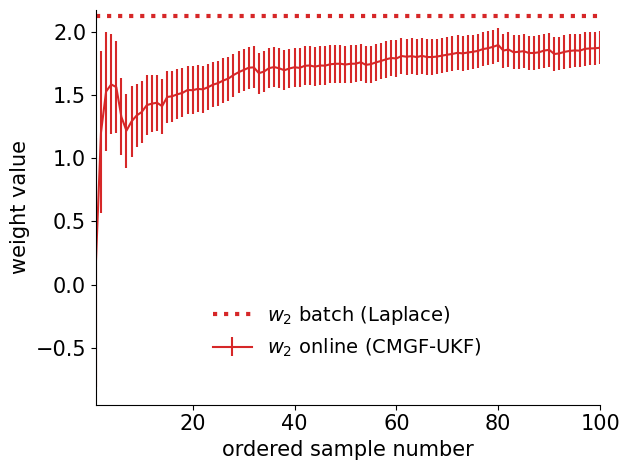 2.0
1.5
1.0
0.5
0.0
−0.5
weight value
w₂ batch (Laplace)
w₂ online (CMGF-UKF)
20 40 60 80 100
ordered sample number